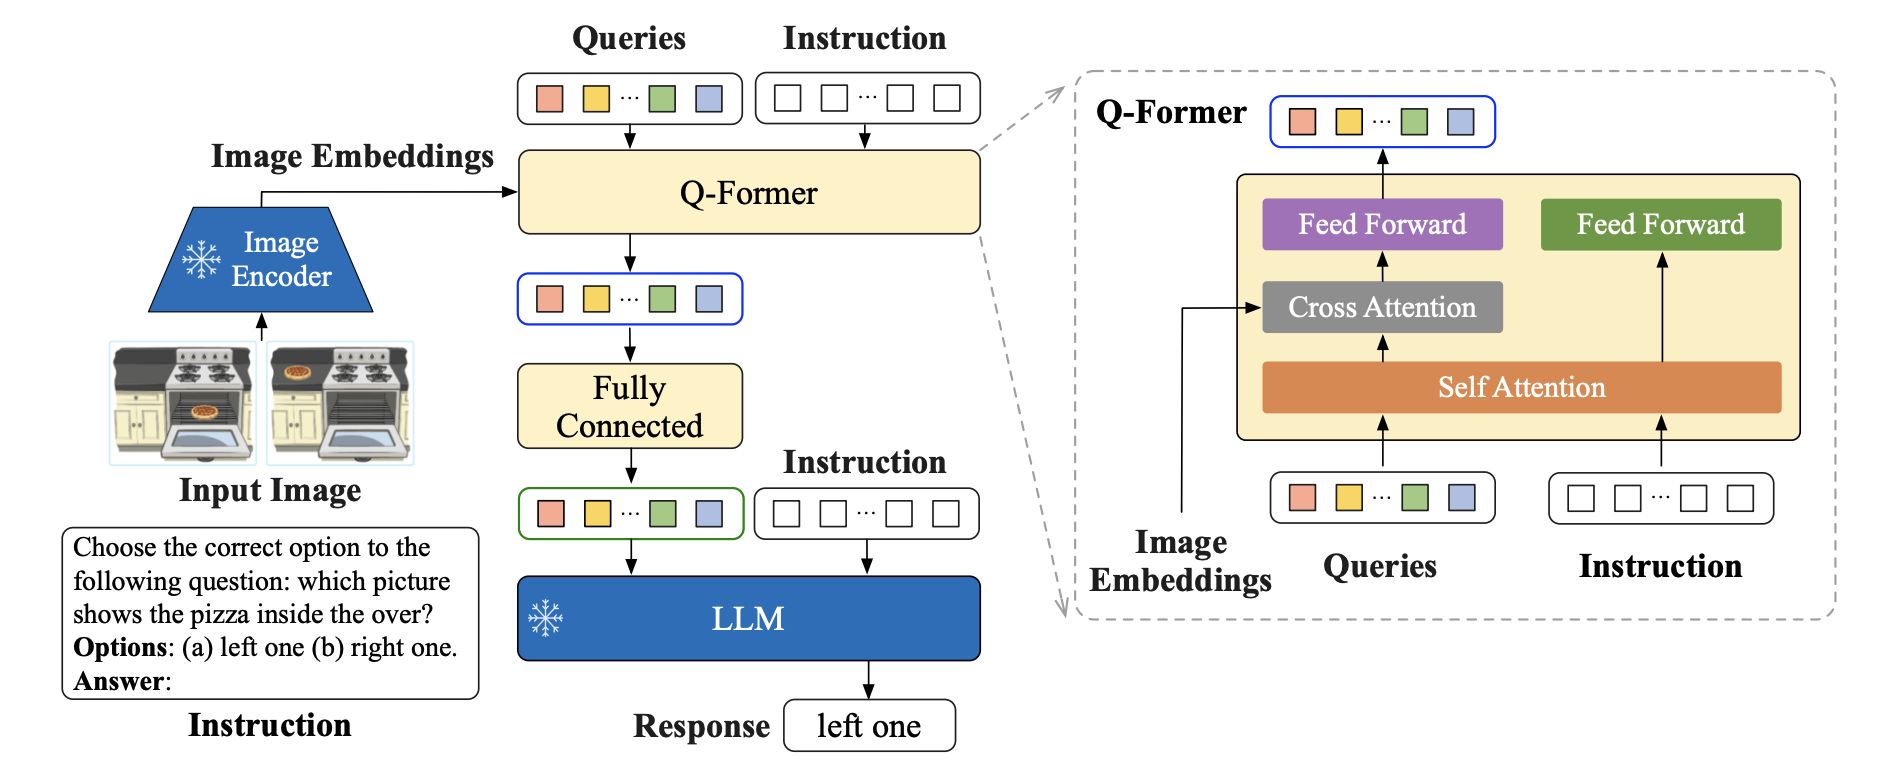 Queries
Instruction
Image Embeddings
Q-Former
Image
Encoder
Input Image
Fully
Connected
Instruction
LLM
Response
left one
Choose the correct option to the
following question: which picture
shows the pizza inside the over?
Options: (a) left one (b) right one.
Answer:
Instruction
Q-Former
Feed Forward
Feed Forward
Cross Attention
Self Attention
Image
Embeddings
Queries
Instruction